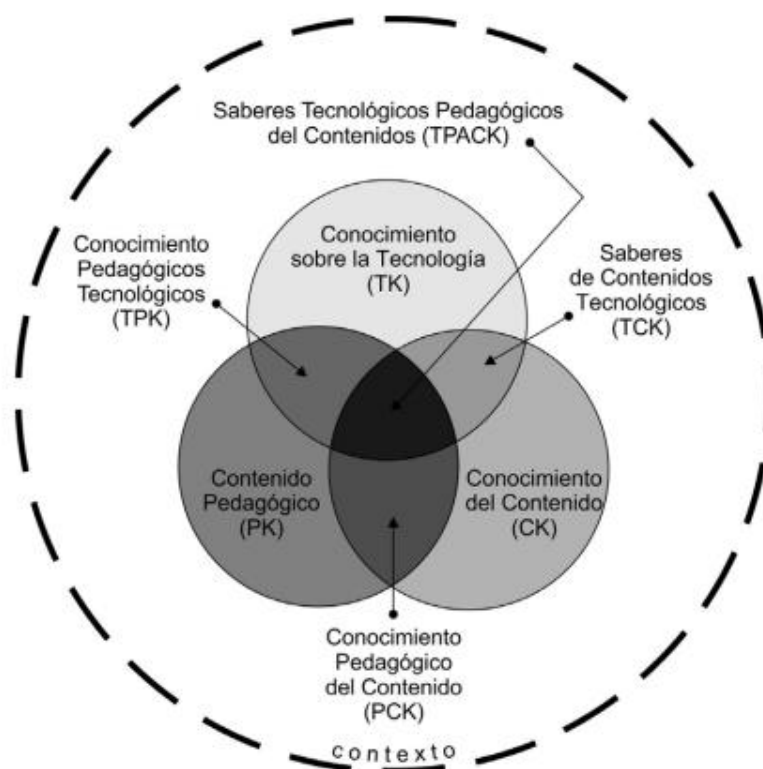 Saberes Tecnológicos Pedagógicos
del Contenidos (TPACK)
Conocimiento
Pedagógicos
Tecnológicos
(TPK)
Conocimiento
sobre la Tecnología
(TK)
Saberes
de Contenidos
Tecnológicos
(TCK)
Contenido
Pedagógico
(PK)
Conocimiento
del Contenido
(CK)
Conocimiento
Pedagógico
del Contenido
(PCK)
contexto